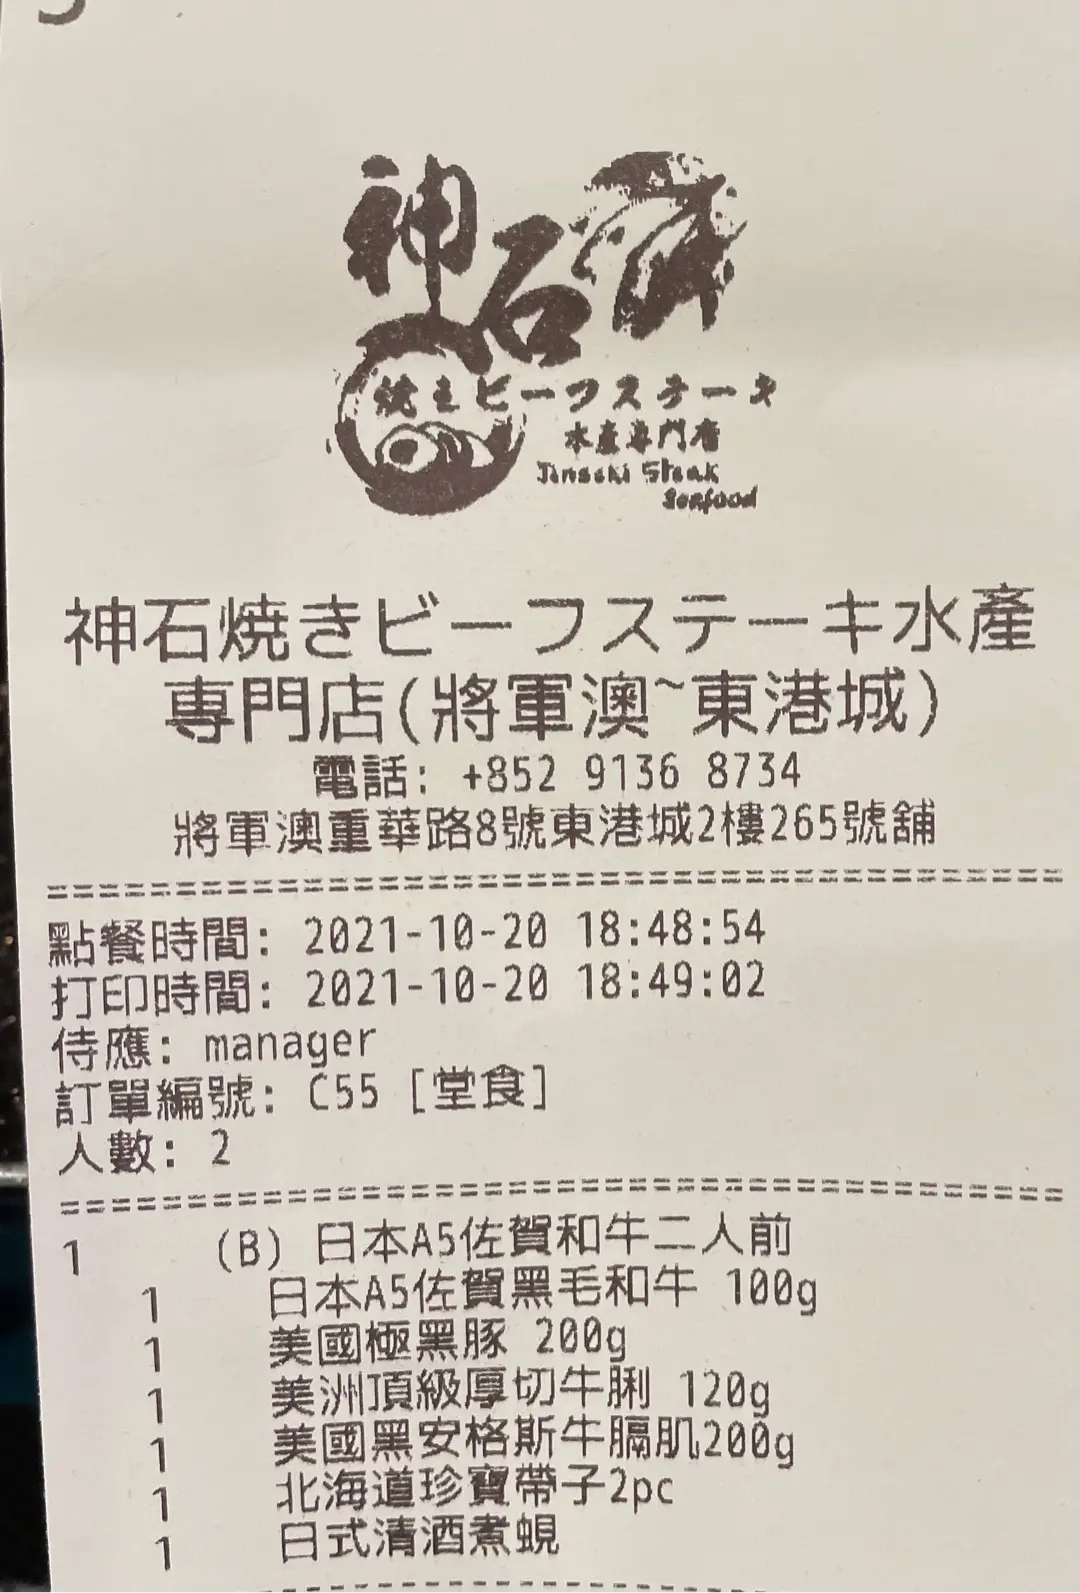 神石
焼きビーフステーキ
水産専門店
Jinseki Steak
Seafood
神石焼きビーフステーキ水產
専門店(將軍澳~東港城)
電話: +852 9136 8734
將軍澳重華路8號東港城2樓265號舖
點餐時間: 2021-10-20 18:48:54
打印時間: 2021-10-20 18:49:02
侍應: manager
訂單編號: C55 [堂食]
人數: 2
1 (B) 日本A5佐賀和牛二人前
1 日本A5佐賀黑毛和牛 100g
1 美國極黑豚 200g
1 美洲頂級厚切牛脷 120g
1 美國黑安格斯牛膈肌200g
1 北海道珍寶帶子2pc
1 日式清酒煮蜆